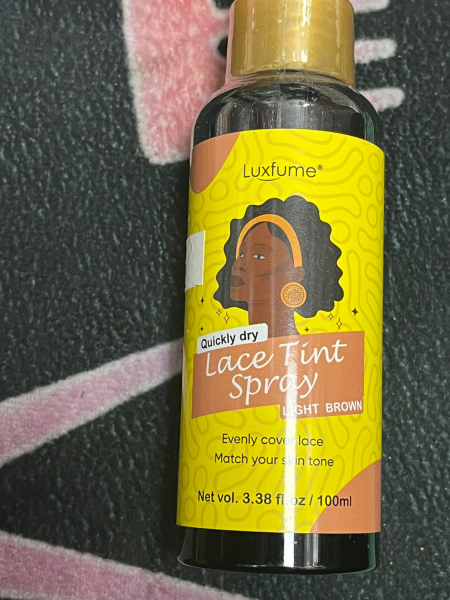 Luxfume®
Quickly dry
Lace Tint
Spray
LIGHT BROWN
Evenly cover lace
Match your skin tone
Net vol. 3.38 fl oz / 100ml